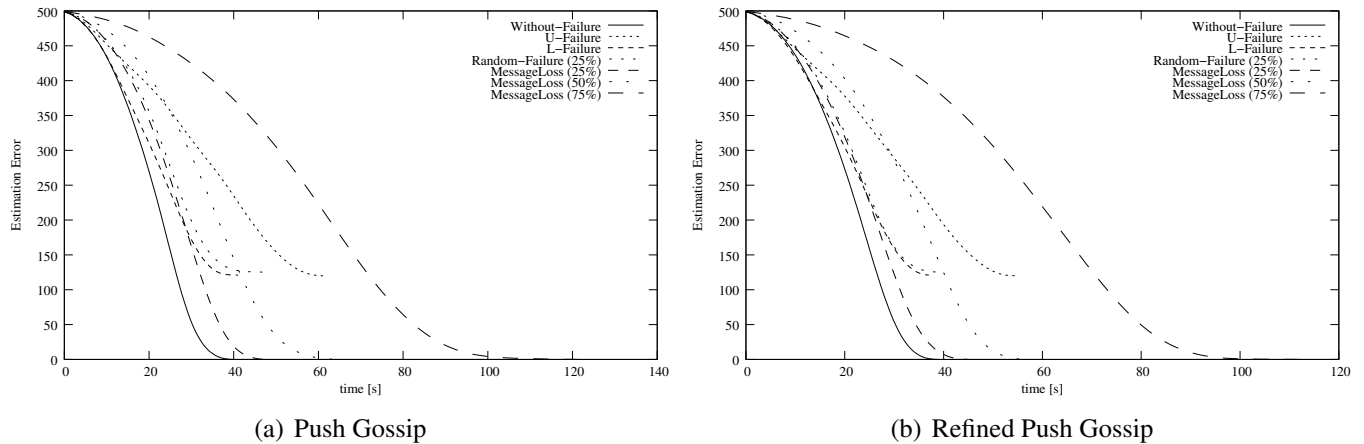 500
450
400
350
300
250
200
150
100
50
0
Estimation Error
0 20 40 60 80 100 120 140
time [s]
Without-Failure
U-Failure
L-Failure
Random-Failure (25%)
MessageLoss (25%)
MessageLoss (50%)
MessageLoss (75%)
(a) Push Gossip
500
450
400
350
300
250
200
150
100
50
0
Estimation Error
0 20 40 60 80 100 120
time [s]
Without-Failure
U-Failure
L-Failure
Random-Failure (25%)
MessageLoss (25%)
MessageLoss (50%)
MessageLoss (75%)
(b) Refined Push Gossip